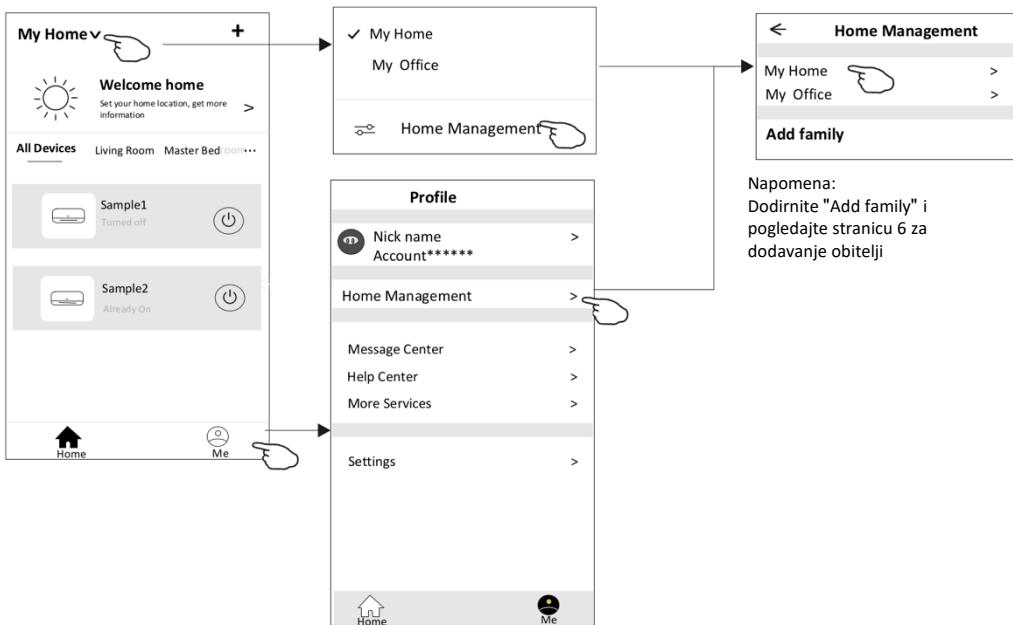 My Home
+
Welcome home
Set your home location, get more
information
>
All Devices Living Room Master Bedroom...
Sample1
Turned off
Sample2
Already On
Home
Me
✓ My Home
My Office
Home Management
Profile
Nick name >
Account******
Home Management >
Message Center >
Help Center >
More Services >
Settings >
Home
Me
Home Management
My Home >
My Office >
Add family
Napomena:
Dodirnite "Add family" i
pogledajte stranicu 6 za
dodavanje obitelji